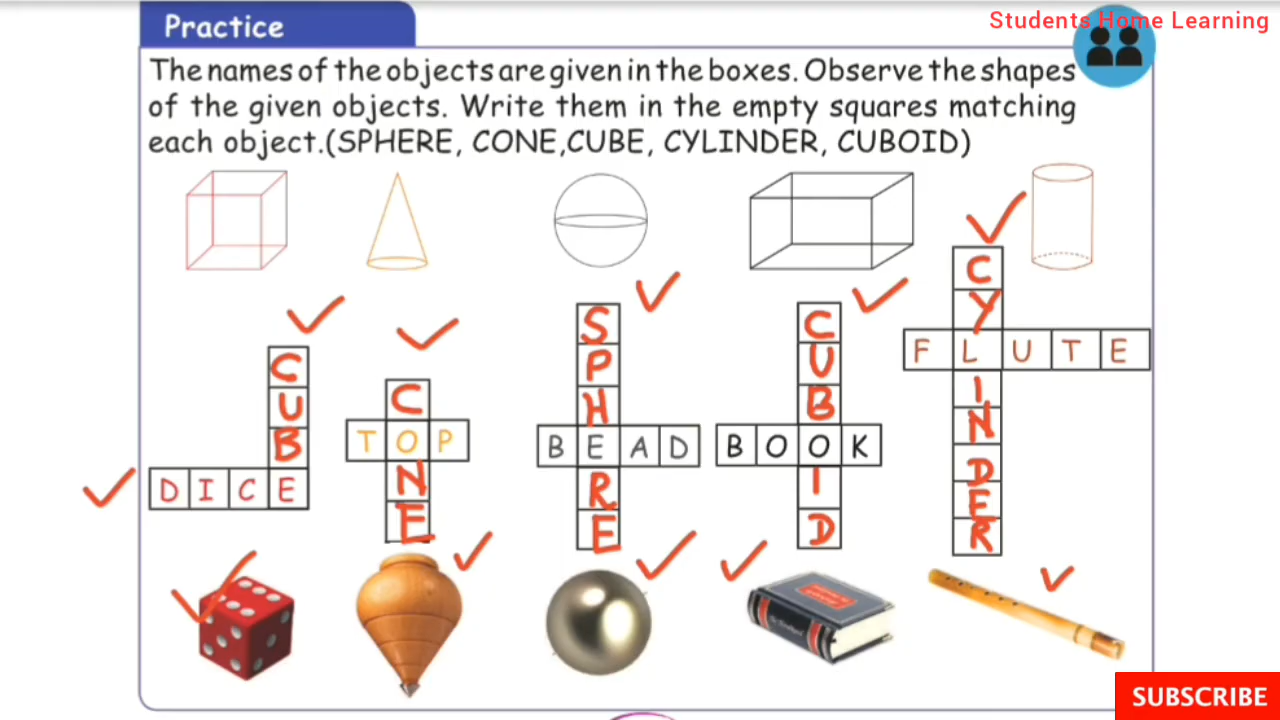 Students Home Learning
Practice
The names of the objects are given in the boxes. Observe the shapes
of the given objects. Write them in the empty squares matching
each object.(SPHERE, CONE,CUBE, CYLINDER, CUBOID)
CUBE
DICE
CONE
TOP
SPHERE
BEAD
CUBOID
BOOK
CYLINDER
FLUTE
SUBSCRIBE